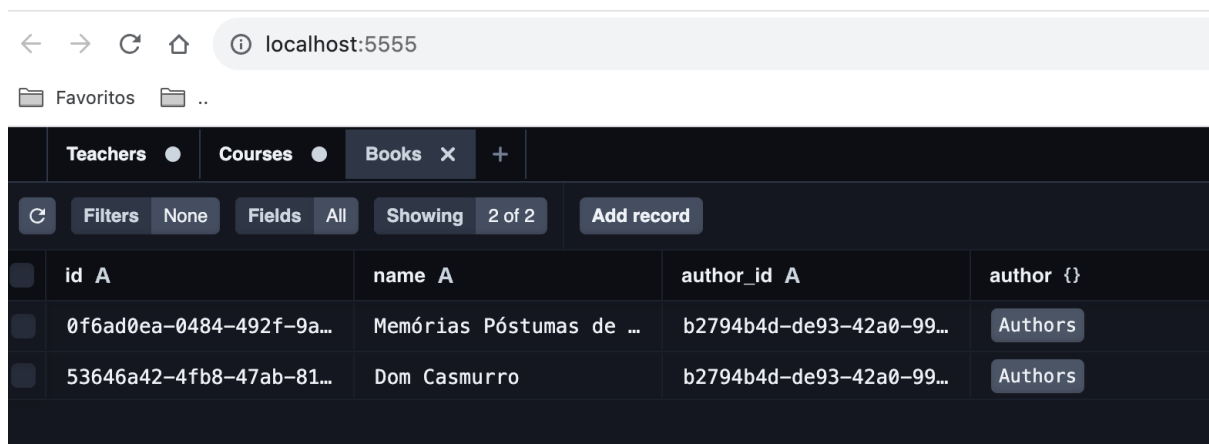 localhost:5555
Favoritos ..
Teachers Courses Books
Filters None Fields All Showing 2 of 2 Add record
id A name A author_id A author {}
0f6ad0ea-0484-492f-9a… Memórias Póstumas de … b2794b4d-de93-42a0-99… Authors
53646a42-4fb8-47ab-81… Dom Casmurro b2794b4d-de93-42a0-99… Authors